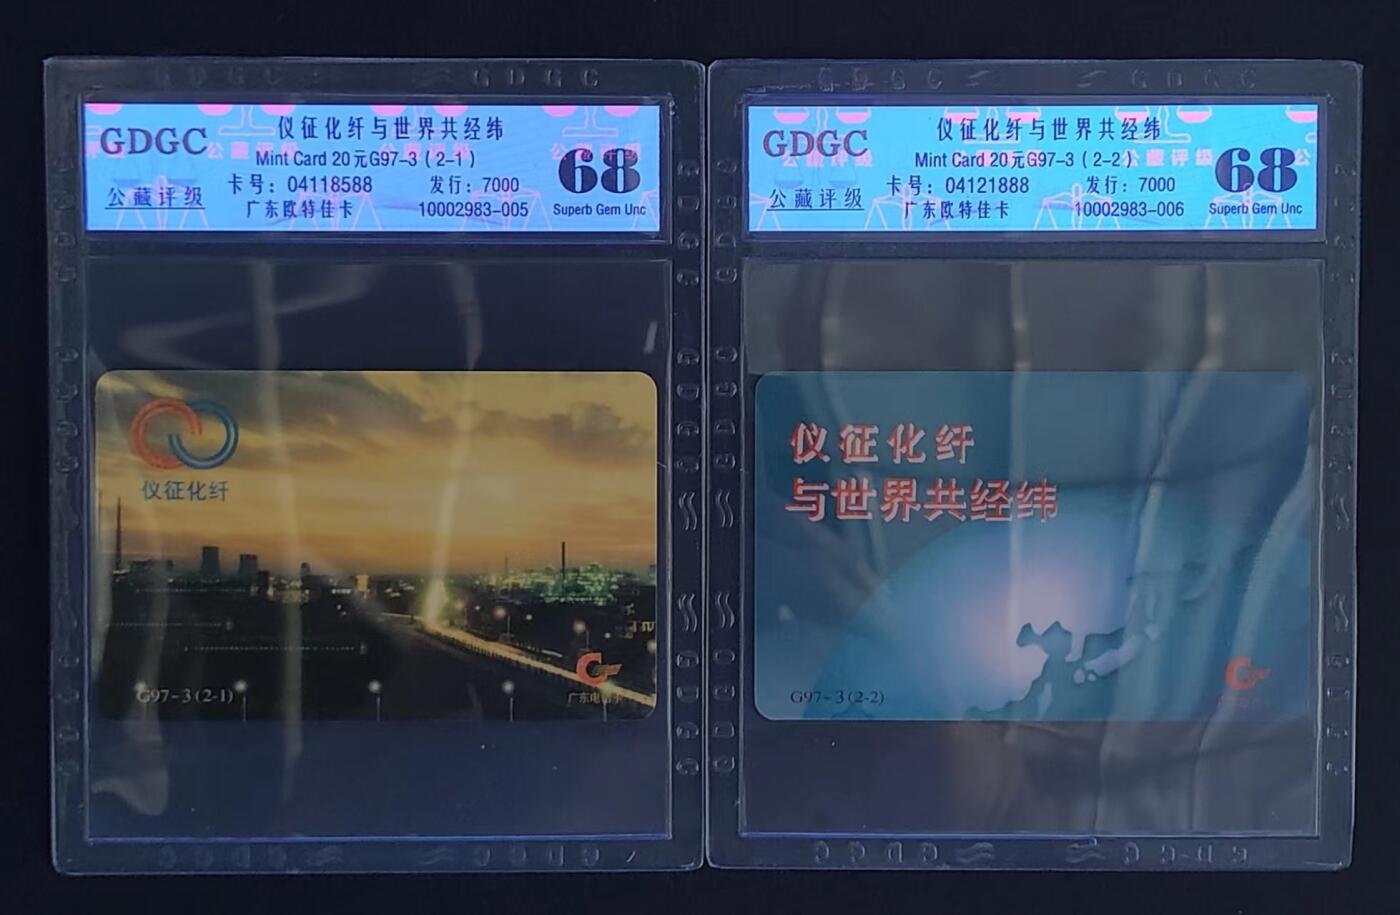 GDGC
公藏评级
仪征化纤与世界共经纬
Mint Card 20元G97-3（2-1）
卡号：04118588 发行：7000
广东欧特佳卡 10002983-005
68
Superb Gem Unc
GDGC
公藏评级
仪征化纤与世界共经纬
Mint Card 20元G97-3（2-2）
卡号：04121888 发行：7000
广东欧特佳卡 10002983-006
68
Superb Gem Unc
仪征化纤
G97-3(2-1)
广东电话卡
仪征化纤
与世界共经纬
G97-3(2-2)